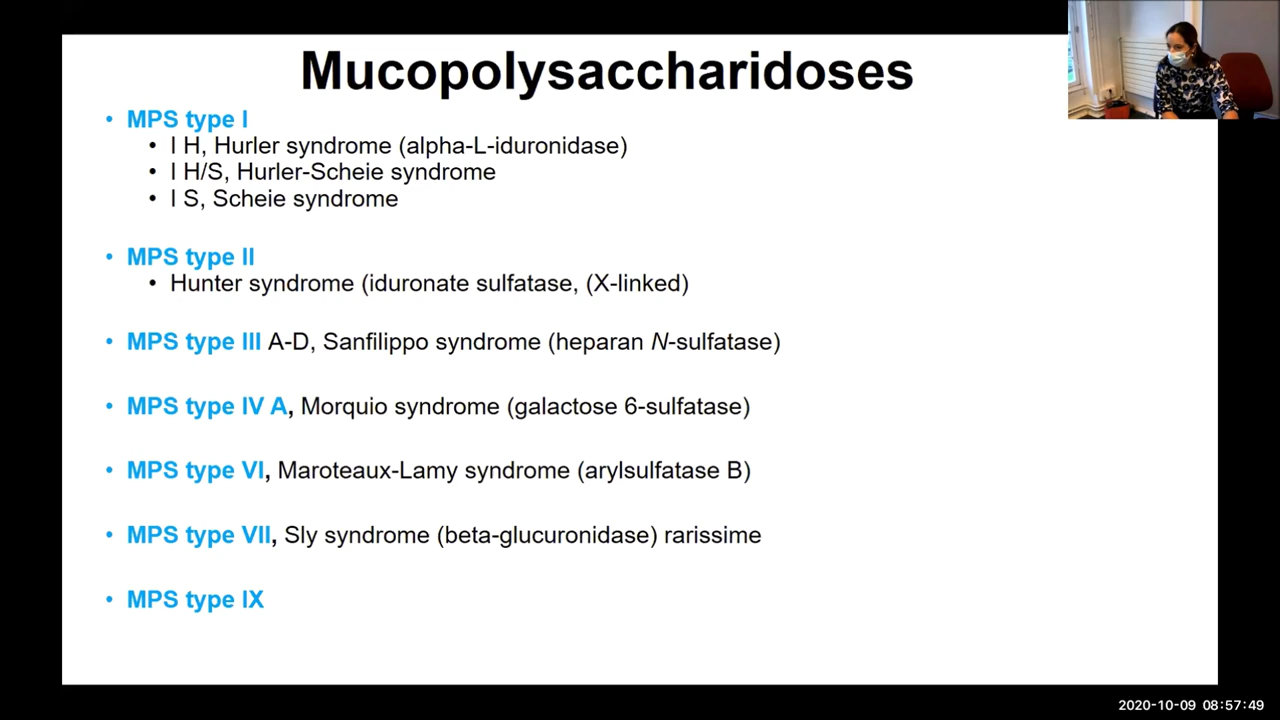 Mucopolysaccharidoses
• MPS type I
• I H, Hurler syndrome (alpha-L-iduronidase)
• I H/S, Hurler-Scheie syndrome
• I S, Scheie syndrome
• MPS type II
• Hunter syndrome (iduronate sulfatase, (X-linked)
• MPS type III A-D, Sanfilippo syndrome (heparan N-sulfatase)
• MPS type IV A, Morquio syndrome (galactose 6-sulfatase)
• MPS type VI, Maroteaux-Lamy syndrome (arylsulfatase B)
• MPS type VII, Sly syndrome (beta-glucuronidase) rarissime
• MPS type IX
2020-10-09 08:57:49